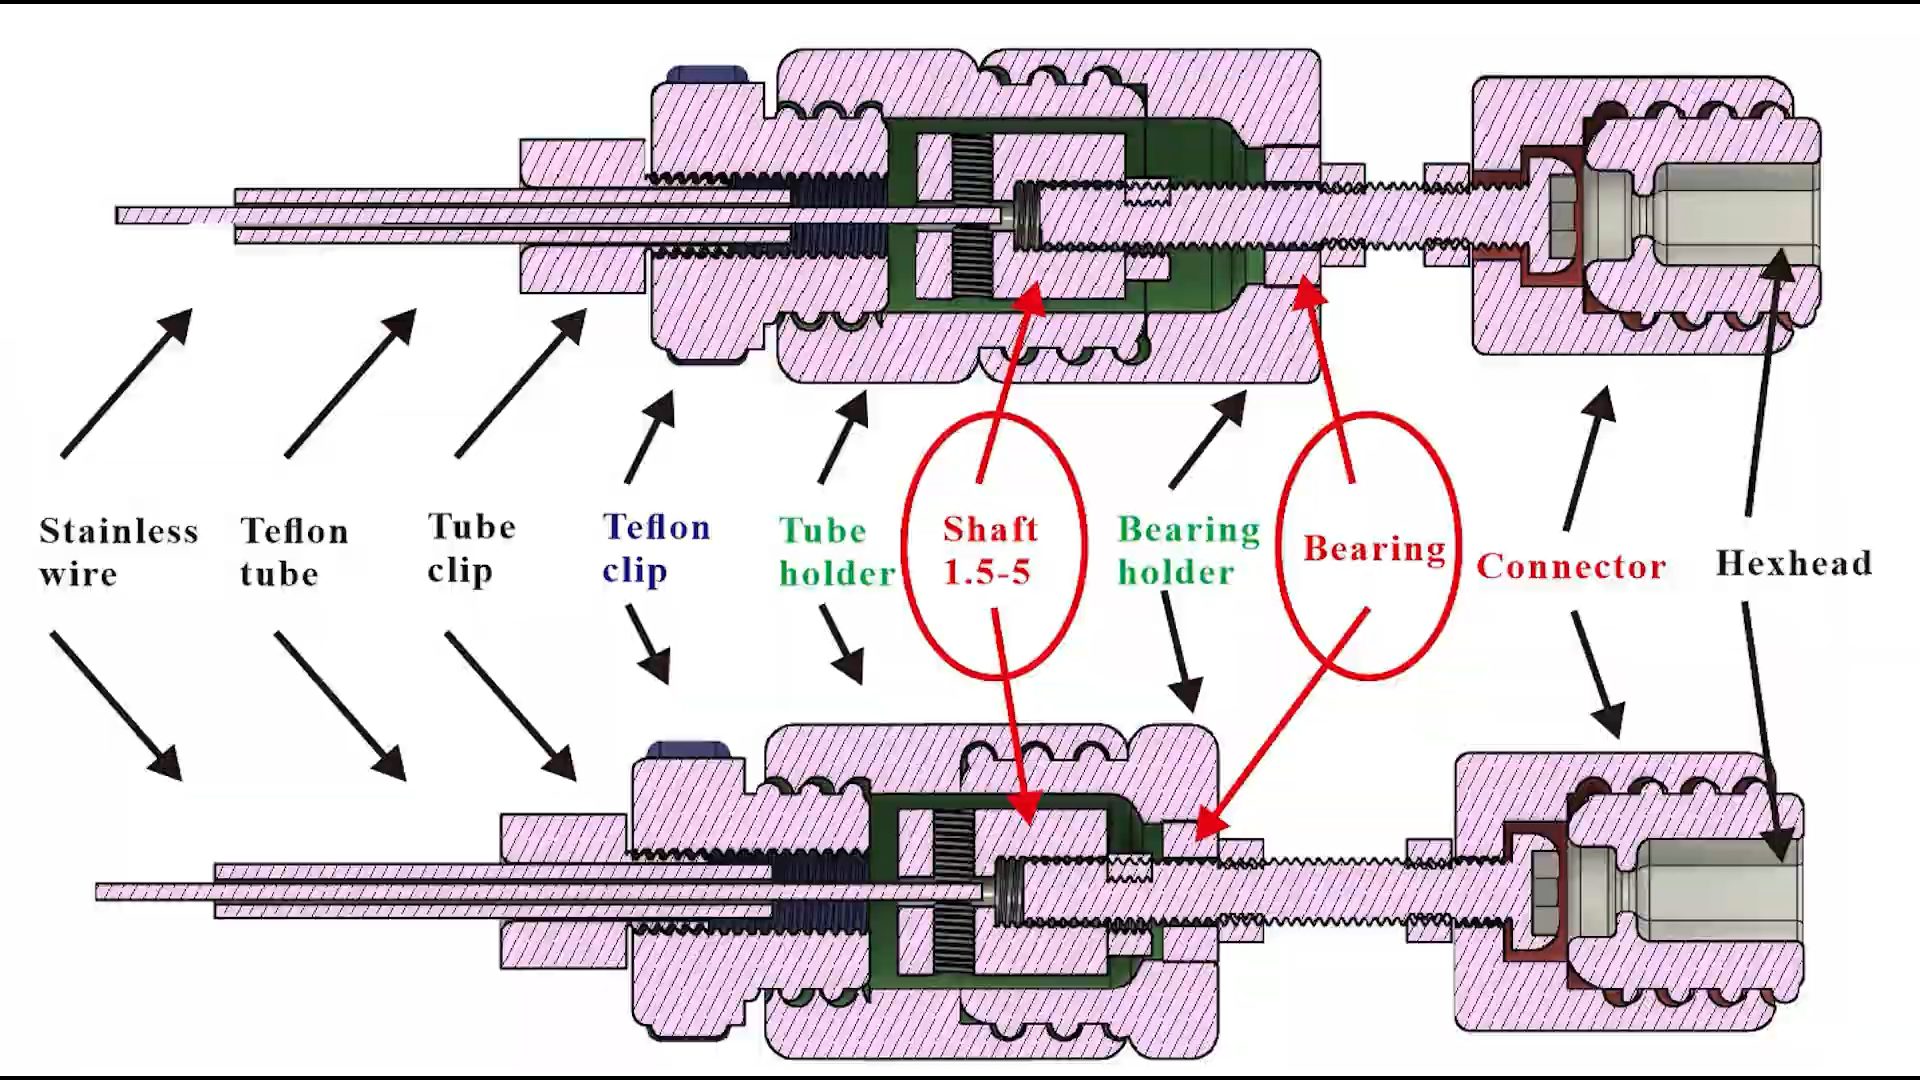 Stainless
wire
Teflon
tube
Tube
clip
Teflon
clip
Tube
holder
Shaft
1.5-5
Bearing
holder
Bearing
Connector
Hexhead